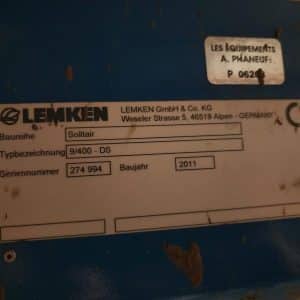 LES ÉQUIPEMENTS
A. PHANEUF
LEMKEN
LEMKEN GmbH & Co. KG
Weseler Strasse 5, 46519 Alpen - GERMANY
Baureihe Solitair
Typbezeichnung 9/400 - DS
Seriennummer 274 994 Baujahr 2011